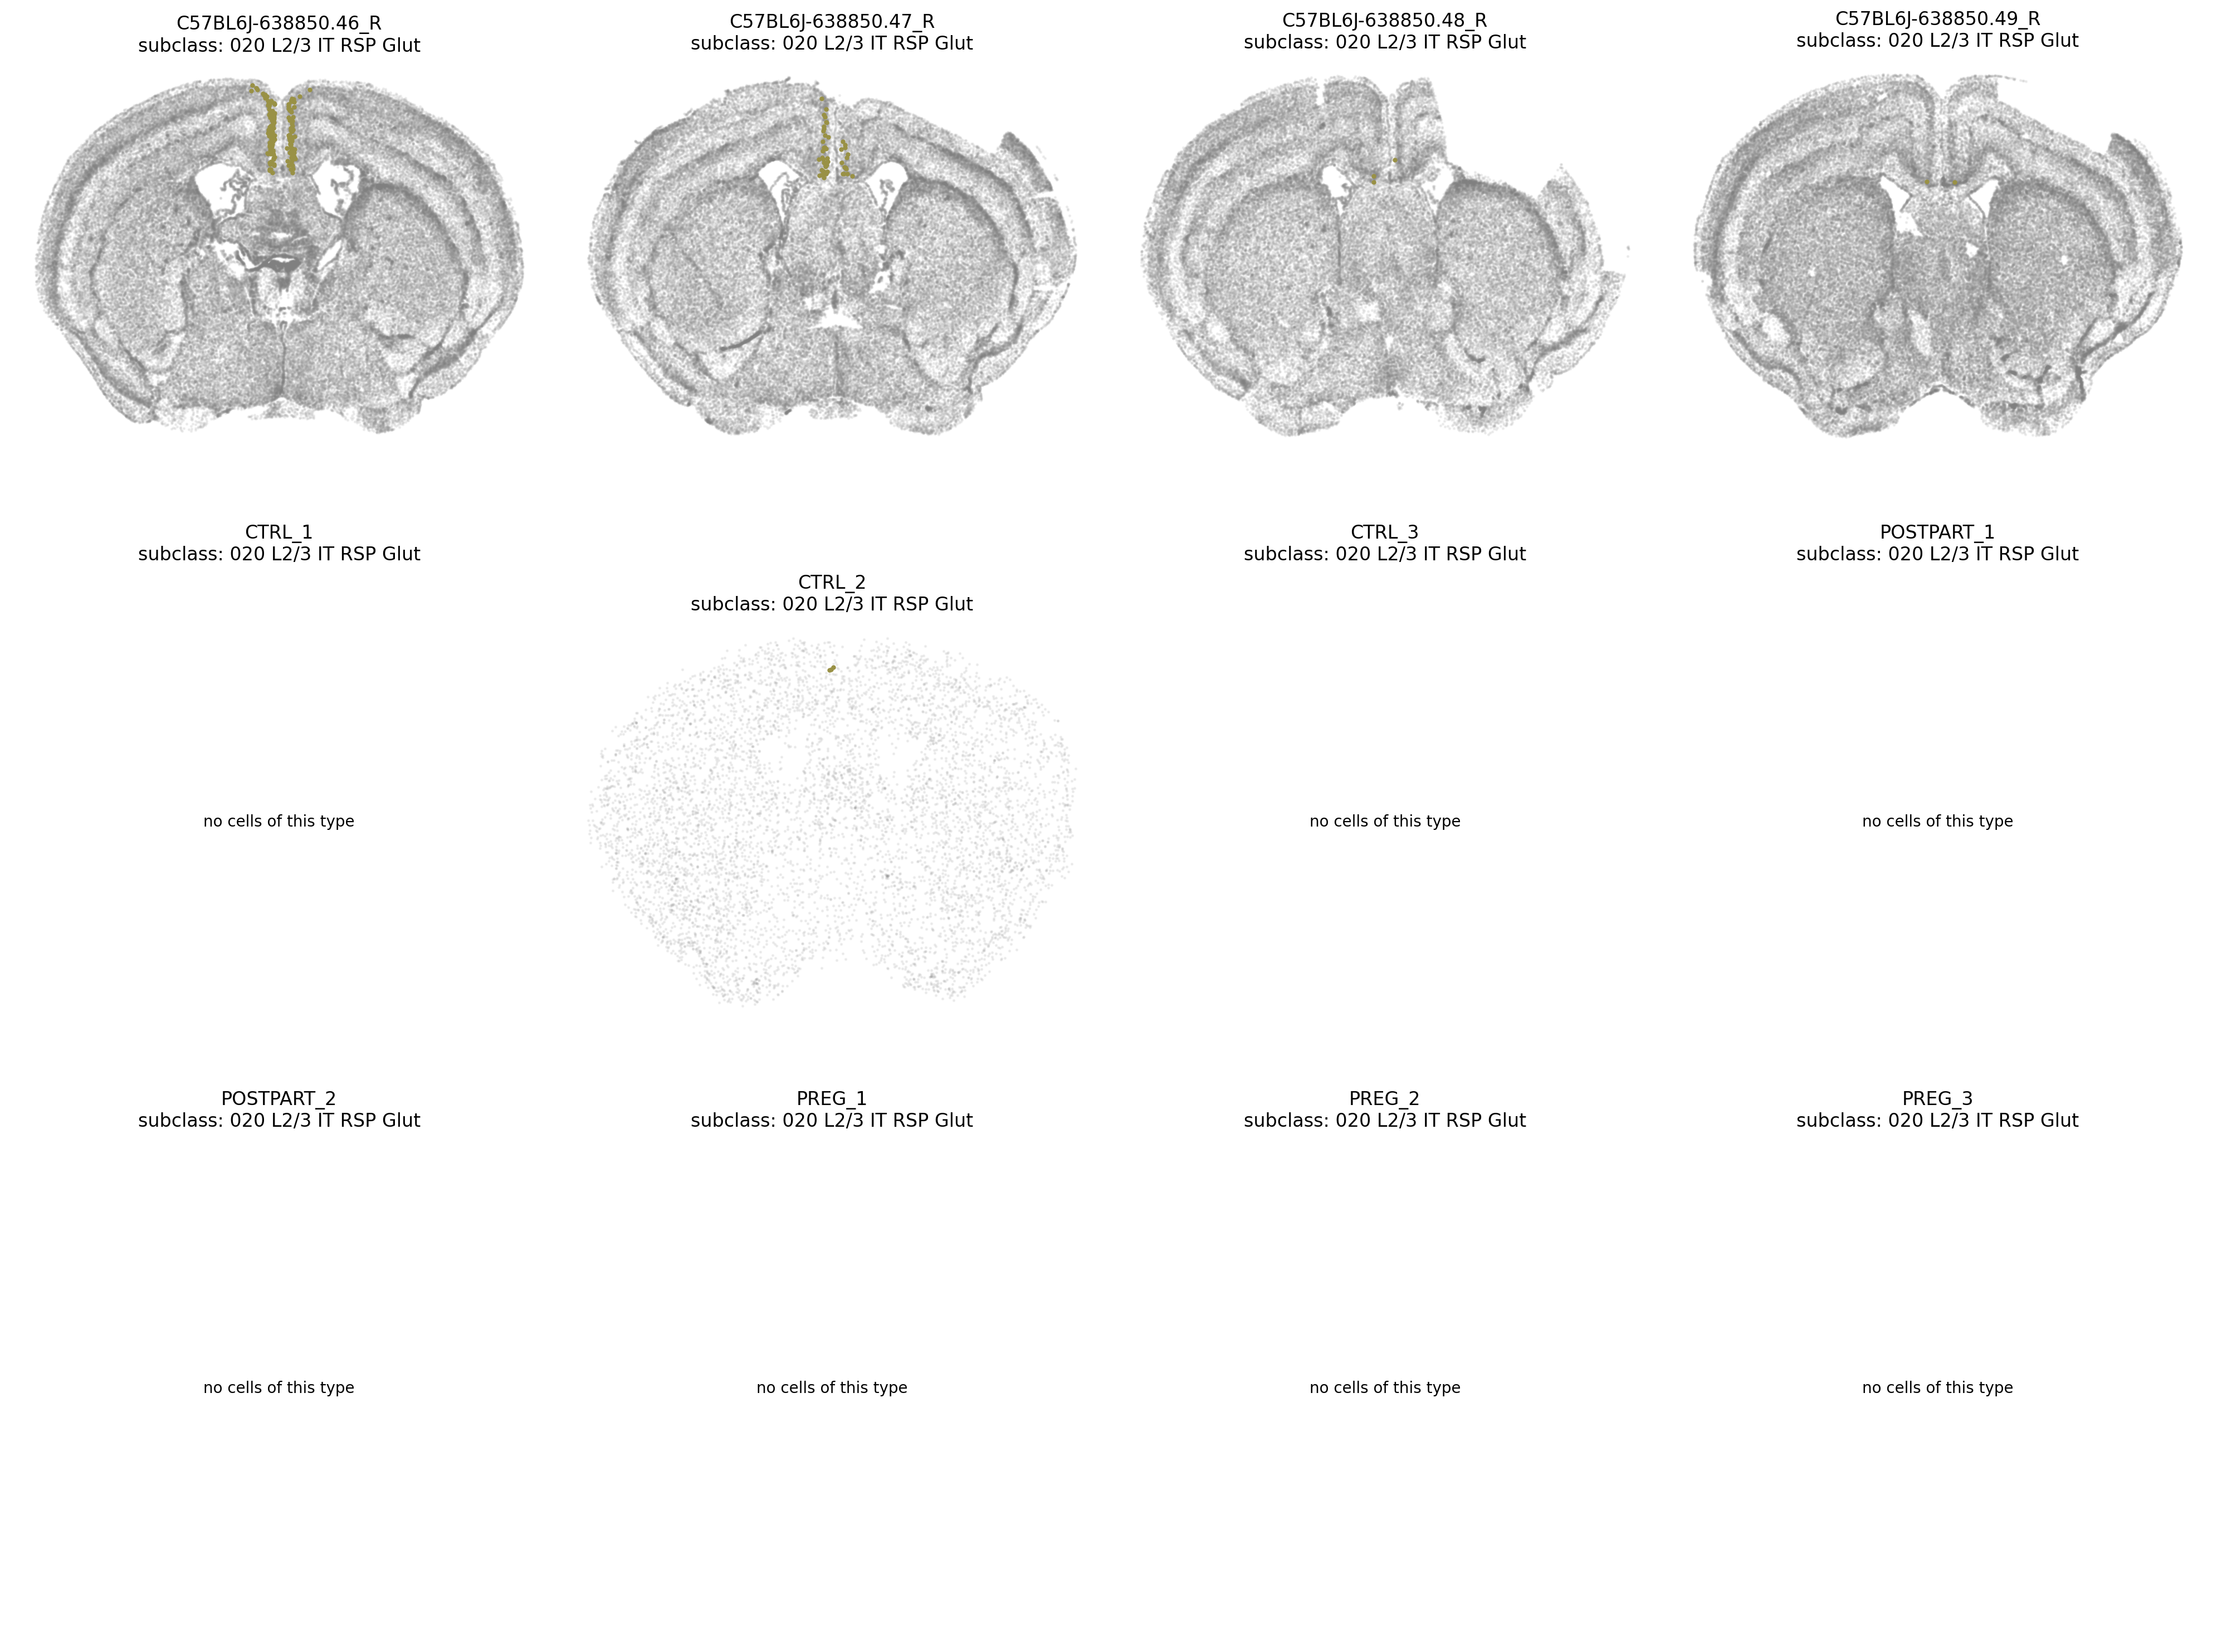 C57BL6J-638850.46_R
subclass: 020 L2/3 IT RSP Glut
C57BL6J-638850.47_R
subclass: 020 L2/3 IT RSP Glut
C57BL6J-638850.48_R
subclass: 020 L2/3 IT RSP Glut
C57BL6J-638850.49_R
subclass: 020 L2/3 IT RSP Glut
CTRL_1
subclass: 020 L2/3 IT RSP Glut
no cells of this type
CTRL_2
subclass: 020 L2/3 IT RSP Glut
CTRL_3
subclass: 020 L2/3 IT RSP Glut
no cells of this type
POSTPART_1
subclass: 020 L2/3 IT RSP Glut
no cells of this type
POSTPART_2
subclass: 020 L2/3 IT RSP Glut
no cells of this type
PREG_1
subclass: 020 L2/3 IT RSP Glut
no cells of this type
PREG_2
subclass: 020 L2/3 IT RSP Glut
no cells of this type
PREG_3
subclass: 020 L2/3 IT RSP Glut
no cells of this type